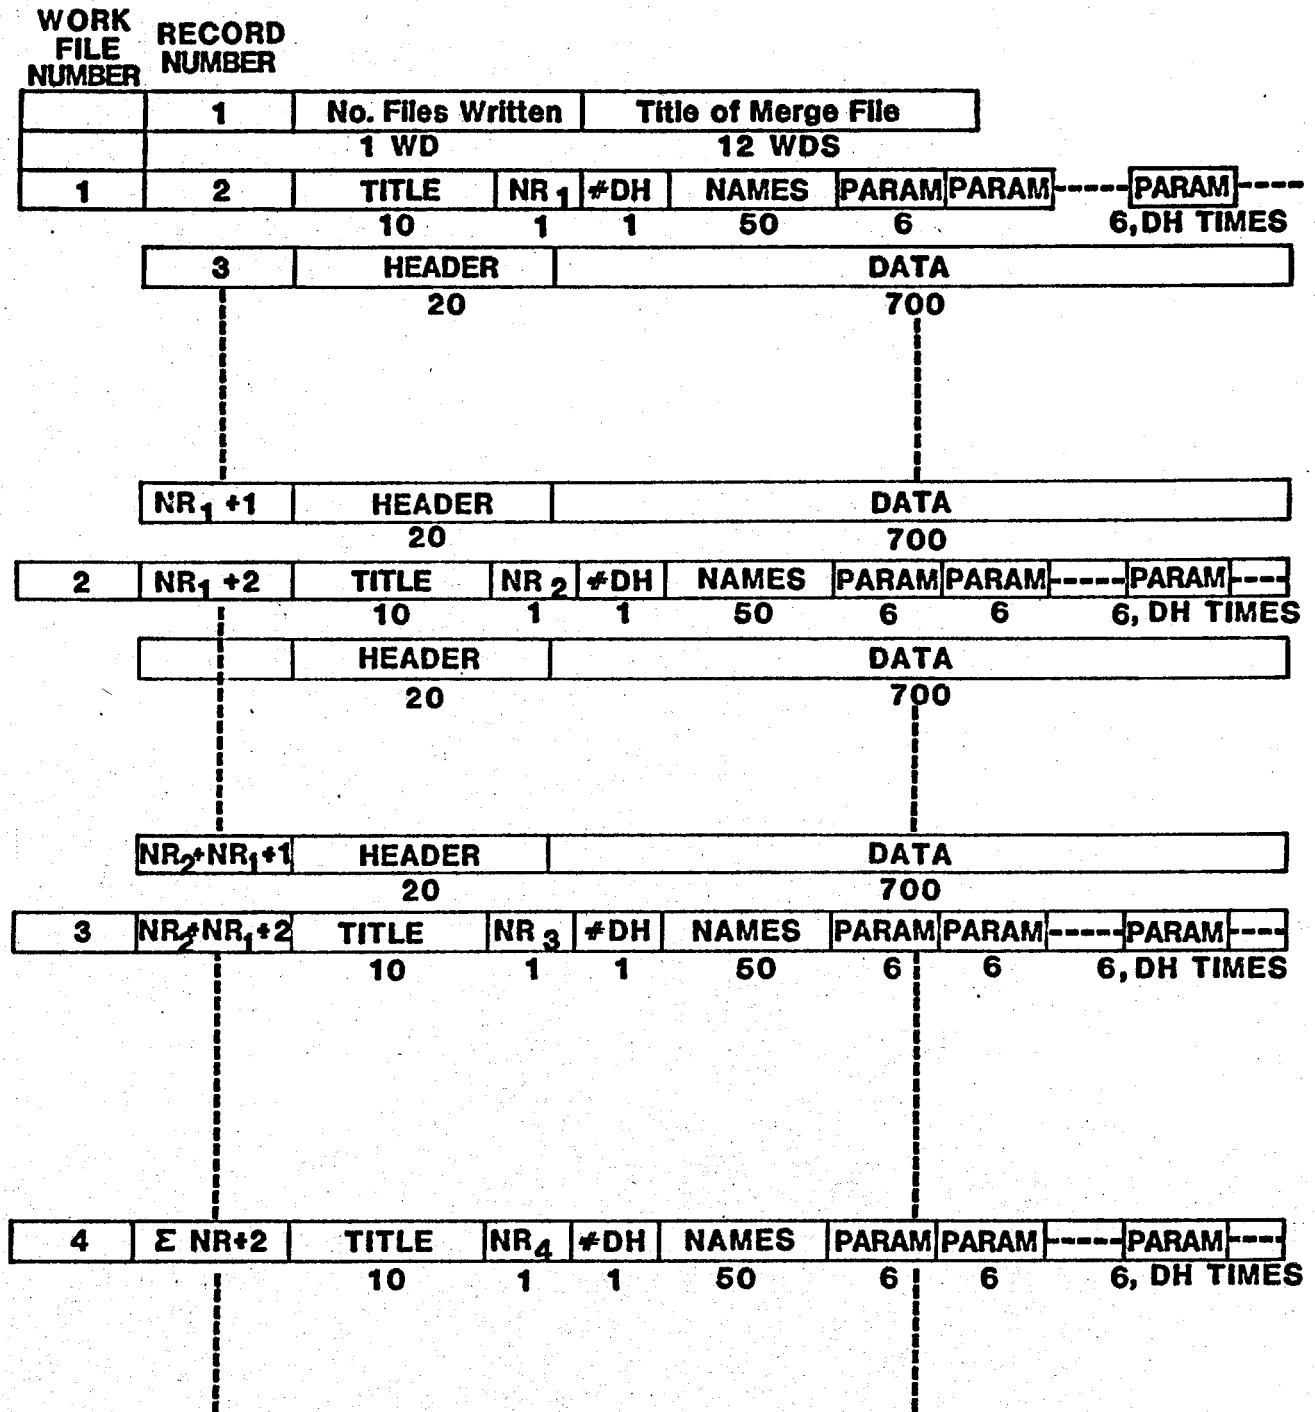 WORK FILE NUMBER
RECORD NUMBER
1 No. Files Written Title of Merge File
1 WD 12 WDS
1 2 TITLE NR1 #DH NAMES PARAM PARAM PARAM
10 1 1 50 6 6, DH TIMES
3 HEADER DATA
20 700
NR1 +1 HEADER DATA
20 700
2 NR1 +2 TITLE NR2 #DH NAMES PARAM PARAM PARAM
10 1 1 50 6 6 6, DH TIMES
HEADER DATA
20 700
NR2+NR1+1 HEADER DATA
20 700
3 NR2+NR1+2 TITLE NR3 #DH NAMES PARAM PARAM PARAM
10 1 1 50 6 6 6, DH TIMES
4 Σ NR+2 TITLE NR4 #DH NAMES PARAM PARAM PARAM
10 1 1 50 6 6 6, DH TIMES